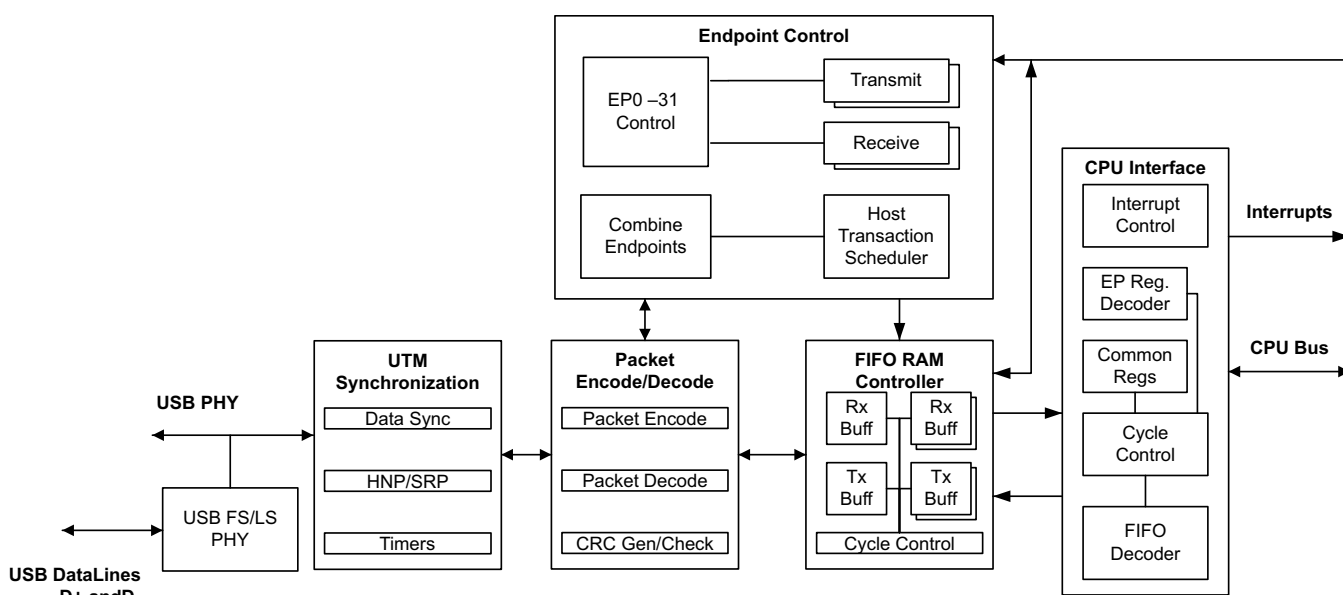 Endpoint Control
EP0 –31
Control
Transmit
Receive
Combine
Endpoints
Host
Transaction
Scheduler
CPU Interface
Interrupt
Control
Interrupts
EP Reg.
Decoder
Common
Regs
CPU Bus
Cycle
Control
FIFO
Decoder
UTM
Synchronization
Data Sync
HNP/SRP
Timers
Packet
Encode/Decode
Packet Encode
Packet Decode
CRC Gen/Check
FIFO RAM
Controller
Rx
Buff
Rx
Buff
Tx
Buff
Tx
Buff
Cycle Control
USB PHY
USB FS/LS
PHY
USB DataLines
D+ andD